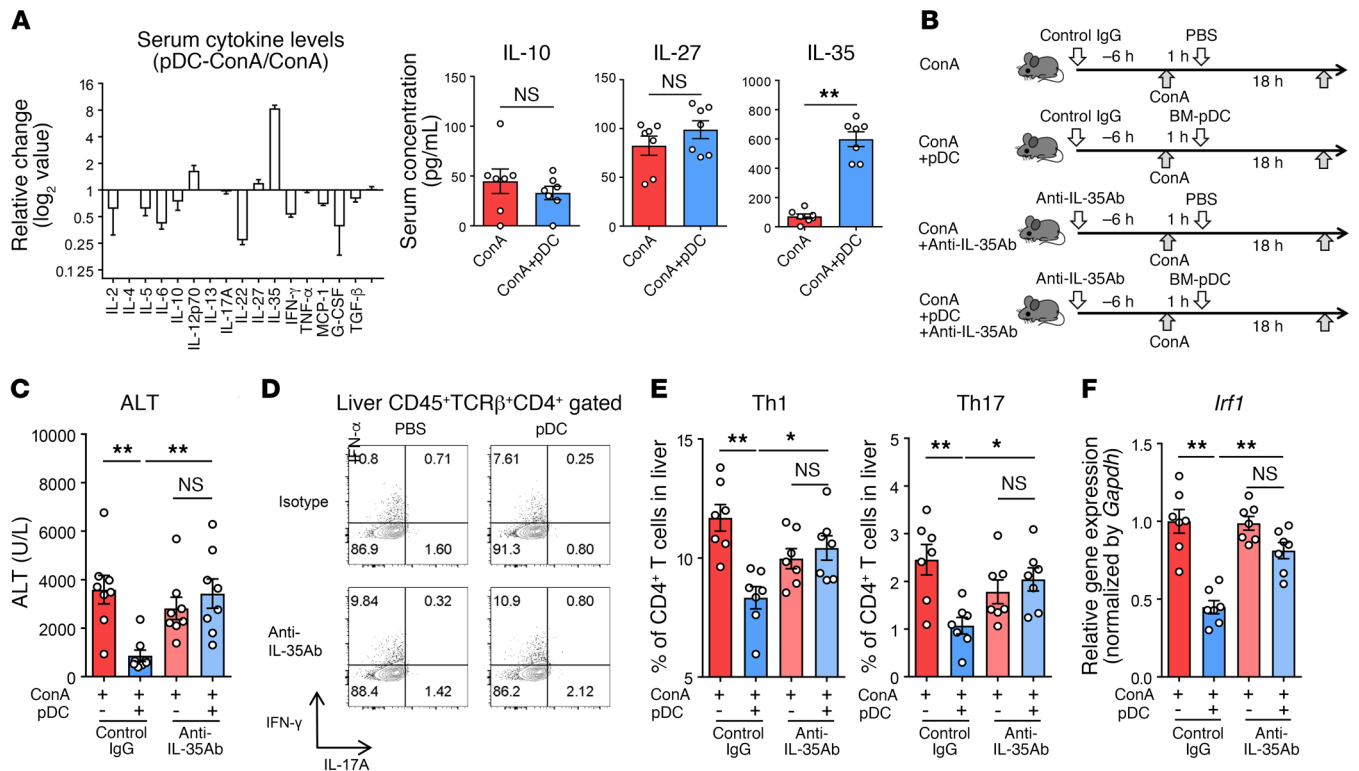 A
Serum cytokine levels
(pDC-ConA/ConA)
Relative change
(log2 value)
16
8
4
2
1
0.5
0.25
0.125
IL-2
IL-4
IL-5
IL-6
IL-10
IL-12p70
IL-13
IL-17A
IL-22
IL-27
IL-35
IFN-γ
TNF-α
MCP-1
G-CSF
TGF-β
Serum concentration
(pg/mL)
IL-10
150
100
50
0
NS
ConA
ConA+pDC
IL-27
150
100
50
0
NS
ConA
ConA+pDC
IL-35
1000
800
600
400
200
0
**
ConA
ConA+pDC
B
ConA
Control IgG
−6 h
1 h
PBS
18 h
ConA
ConA
+pDC
Control IgG
−6 h
1 h
BM-pDC
18 h
ConA
ConA
+Anti-IL-35Ab
Anti-IL-35Ab
−6 h
1 h
PBS
18 h
ConA
ConA
+pDC
+Anti-IL-35Ab
Anti-IL-35Ab
−6 h
1 h
BM-pDC
18 h
ConA
C
ALT
ALT (U/L)
10000
8000
6000
4000
2000
0
** **
NS
ConA + + + +
pDC - + - +
Control
IgG
Anti-
IL-35Ab
D
Liver CD45+TCRβ+CD4+ gated
IFN-α
PBS
pDC
Isotype
10.8 0.71
86.9 1.60
7.61 0.25
91.3 0.80
Anti-
IL-35Ab
9.84 0.32
88.4 1.42
10.9 0.80
86.2 2.12
IFN-γ
IL-17A
E
Th1
% of CD4+ T cells in liver
15
10
5
** *
NS
ConA + + + +
pDC - + - +
Control
IgG
Anti-
IL-35Ab
Th17
% of CD4+ T cells in liver
5
4
3
2
1
0
** *
NS
+ + + +
- + - +
Control
IgG
Anti-
IL-35Ab
F
Irf1
Relative gene expression
(normalized by Gapdh)
1.5
1.0
0.5
0.0
** **
NS
ConA + + + +
pDC - + - +
Control
IgG
Anti-
IL-35Ab